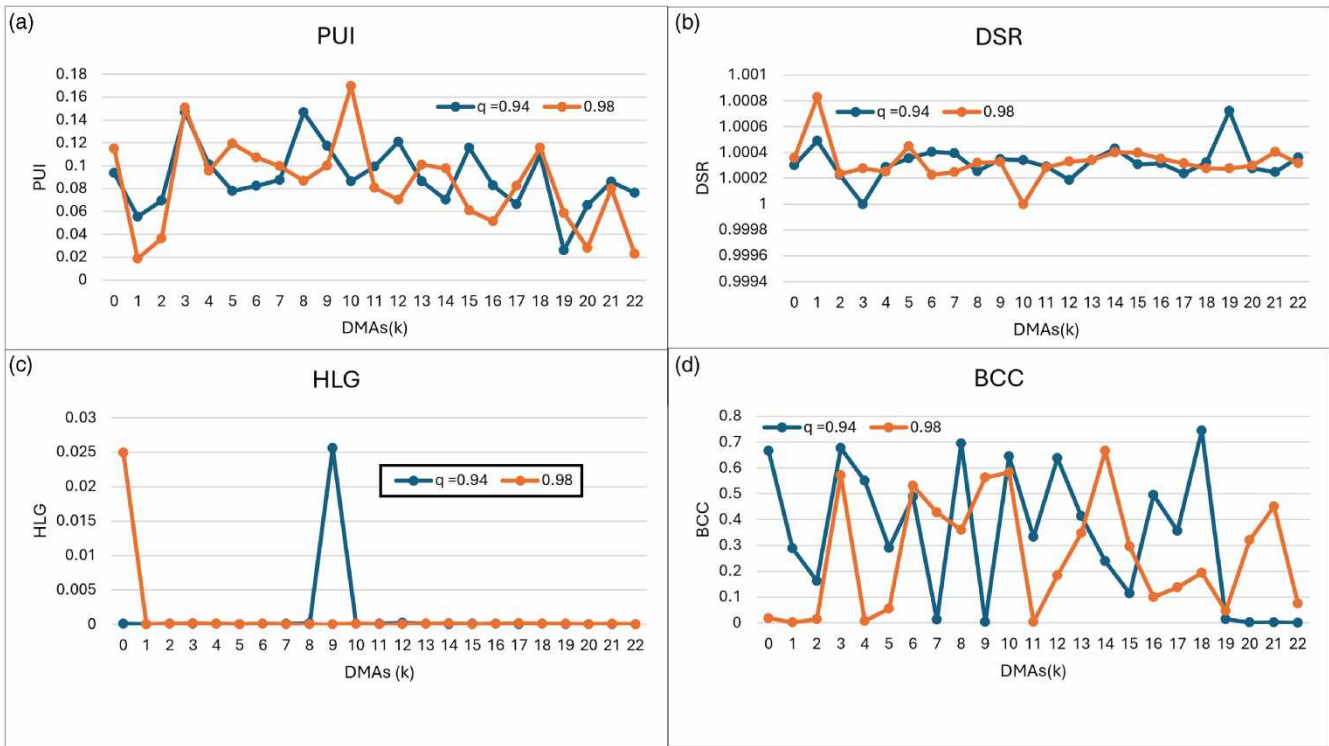 (a)
PUI
PUI
0.18
0.16
0.14
0.12
0.1
0.08
0.06
0.04
0.02
0
q =0.94 0.98
0 1 2 3 4 5 6 7 8 9 10 11 12 13 14 15 16 17 18 19 20 21 22
DMAs(k)
(b)
DSR
DSR
1.001
1.0008
1.0006
1.0004
1.0002
1
0.9998
0.9996
0.9994
q =0.94 0.98
0 1 2 3 4 5 6 7 8 9 10 11 12 13 14 15 16 17 18 19 20 21 22
DMAs(k)
(c)
HLG
HLG
0.03
0.025
0.02
0.015
0.01
0.005
0
q =0.94 0.98
0 1 2 3 4 5 6 7 8 9 10 11 12 13 14 15 16 17 18 19 20 21 22
DMAs (k)
(d)
BCC
BCC
0.8
0.7
0.6
0.5
0.4
0.3
0.2
0.1
0
q =0.94 0.98
0 1 2 3 4 5 6 7 8 9 10 11 12 13 14 15 16 17 18 19 20 21 22
DMAs(k)